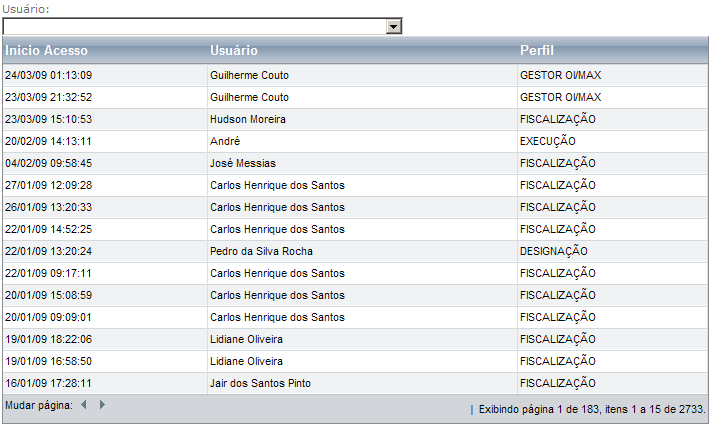 Usuário:
Inicio Acesso Usuário Perfil
24/03/09 01:13:09 Guilherme Couto GESTOR OI/MAX
23/03/09 21:32:52 Guilherme Couto GESTOR OI/MAX
23/03/09 15:10:53 Hudson Moreira FISCALIZAÇÃO
20/02/09 14:13:11 André EXECUÇÃO
04/02/09 09:58:45 José Messias FISCALIZAÇÃO
27/01/09 12:09:28 Carlos Henrique dos Santos FISCALIZAÇÃO
26/01/09 13:20:33 Carlos Henrique dos Santos FISCALIZAÇÃO
22/01/09 14:52:25 Carlos Henrique dos Santos FISCALIZAÇÃO
22/01/09 13:20:24 Pedro da Silva Rocha DESIGNAÇÃO
22/01/09 09:17:11 Carlos Henrique dos Santos FISCALIZAÇÃO
20/01/09 15:08:59 Carlos Henrique dos Santos FISCALIZAÇÃO
20/01/09 09:09:01 Carlos Henrique dos Santos FISCALIZAÇÃO
19/01/09 18:22:06 Lidiane Oliveira FISCALIZAÇÃO
19/01/09 16:58:50 Lidiane Oliveira FISCALIZAÇÃO
16/01/09 17:28:11 Jair dos Santos Pinto FISCALIZAÇÃO
Mudar página: | Exibindo página 1 de 183, itens 1 a 15 de 2733.